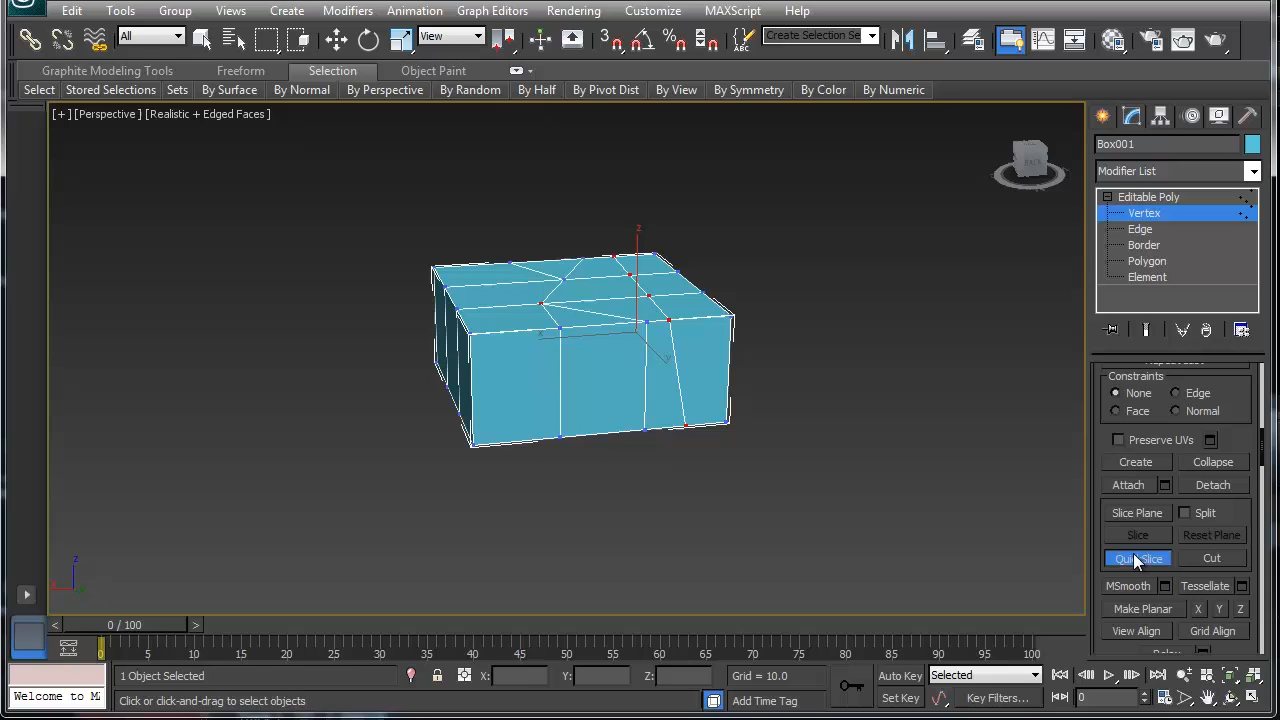 Edit Tools Group Views Create Modifiers Animation Graph Editors Rendering Customize MAXScript Help
All View Create Selection Se
Graphite Modeling Tools Freeform Selection Object Paint
Select Stored Selections Sets By Surface By Normal By Perspective By Random By Half By Pivot Dist By View By Symmetry By Color By Numeric
[+] [Perspective] [Realistic + Edged Faces]
Box001
Modifier List
Editable Poly
Vertex
Edge
Border
Polygon
Element
Constraints
None Edge
Face Normal
Preserve UVs
Create Collapse
Attach Detach
Slice Plane Split
Slice Reset Plane
QuickSlice Cut
MSmooth Tessellate
Make Planar X Y Z
View Align Grid Align
z
x
y
z
x
< 0 / 100 >
0 5 10 15 20 25 30 35 40 45 50 55 60 65 70 75 80 85 90 95 100
1 Object Selected X: Y: Z: Grid = 10.0 Auto Key Selected
Welcome to MA Click or click-and-drag to select objects Add Time Tag Set Key Key Filters... 0